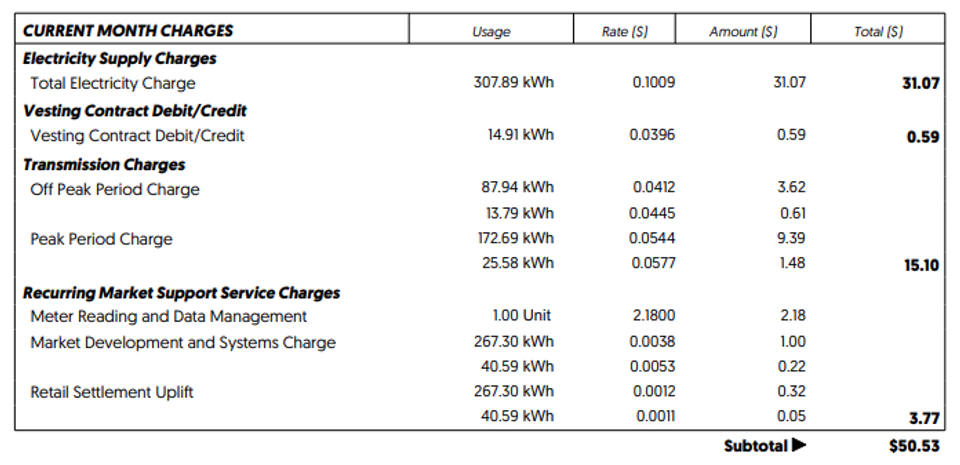 CURRENT MONTH CHARGES Usage Rate ($) Amount ($) Total ($)
Electricity Supply Charges
Total Electricity Charge 307.89 kWh 0.1009 31.07 31.07
Vesting Contract Debit/Credit
Vesting Contract Debit/Credit 14.91 kWh 0.0396 0.59 0.59
Transmission Charges
Off Peak Period Charge 87.94 kWh 0.0412 3.62
13.79 kWh 0.0445 0.61
Peak Period Charge 172.69 kWh 0.0544 9.39
25.58 kWh 0.0577 1.48 15.10
Recurring Market Support Service Charges
Meter Reading and Data Management 1.00 Unit 2.1800 2.18
Market Development and Systems Charge 267.30 kWh 0.0038 1.00
40.59 kWh 0.0053 0.22
Retail Settlement Uplift 267.30 kWh 0.0012 0.32
40.59 kWh 0.0011 0.05 3.77
Subtotal ▶ $50.53